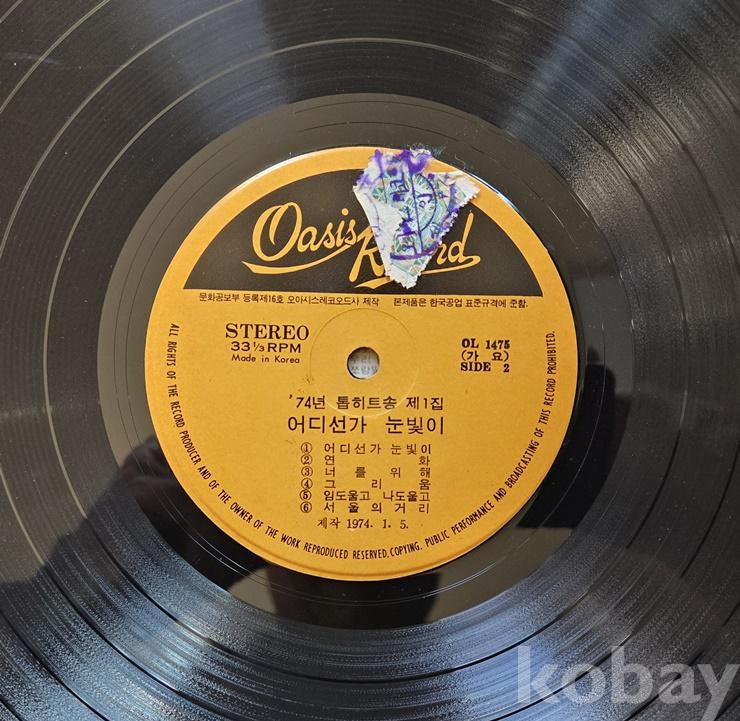 Oasis
문화공보부 등록제16호 오아시스레코오드사 제작 본제품은 한국공업 표준규격에 준함.
STEREO
33 1/3 RPM
Made in Korea
OL 1475
(가 요)
SIDE 2
'74년 톱히트송 제1집
어디선가 눈빛이
① 어디선가 눈빛이
② 연 화
③ 너를 위해
④ 그 리 움
⑤ 임도울고 나도울고
⑥ 서울의거리
제작 1974. 1. 5.
ALL RIGHTS OF THE RECORD PRODUCER AND OF THE OWNER OF THE WORK REPRODUCED RESERVED. COPYING, PUBLIC PERFORMANCE AND BROADCASTING OF THIS RECORD PROHIBITED.
kobay